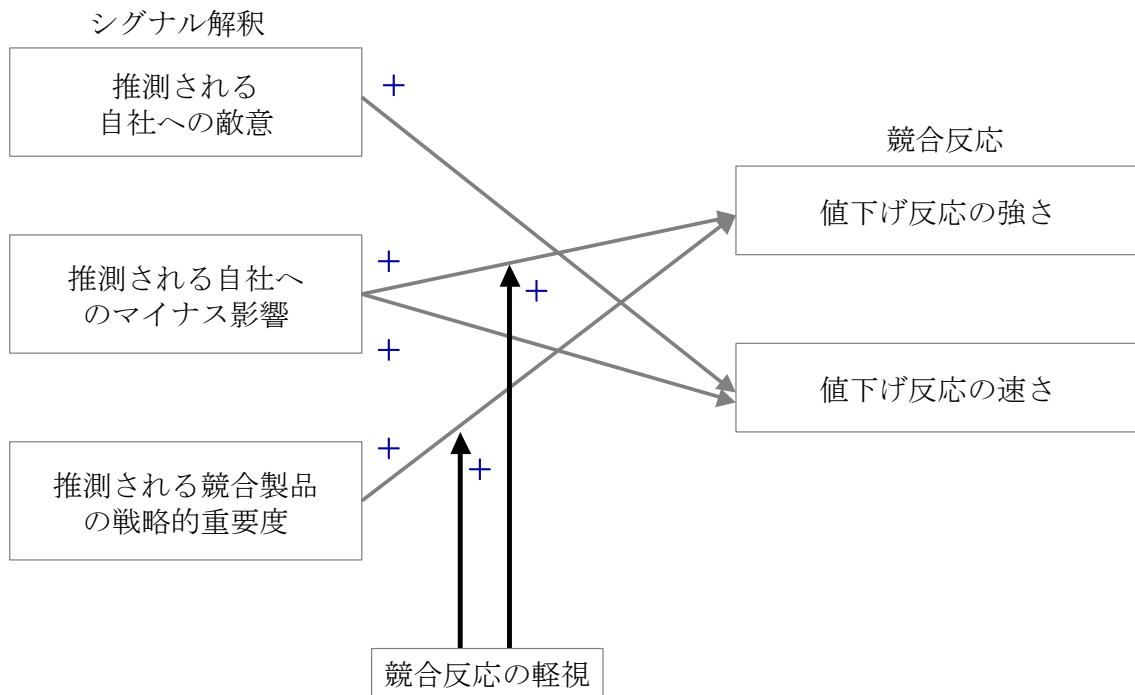 シグナル解釈
推測される
自社への敵意
+
競合反応
値下げ反応の強さ
推測される自社へ
のマイナス影響
+
+
+
値下げ反応の速さ
推測される競合製品
の戦略的重要度
+
+
競合反応の軽視